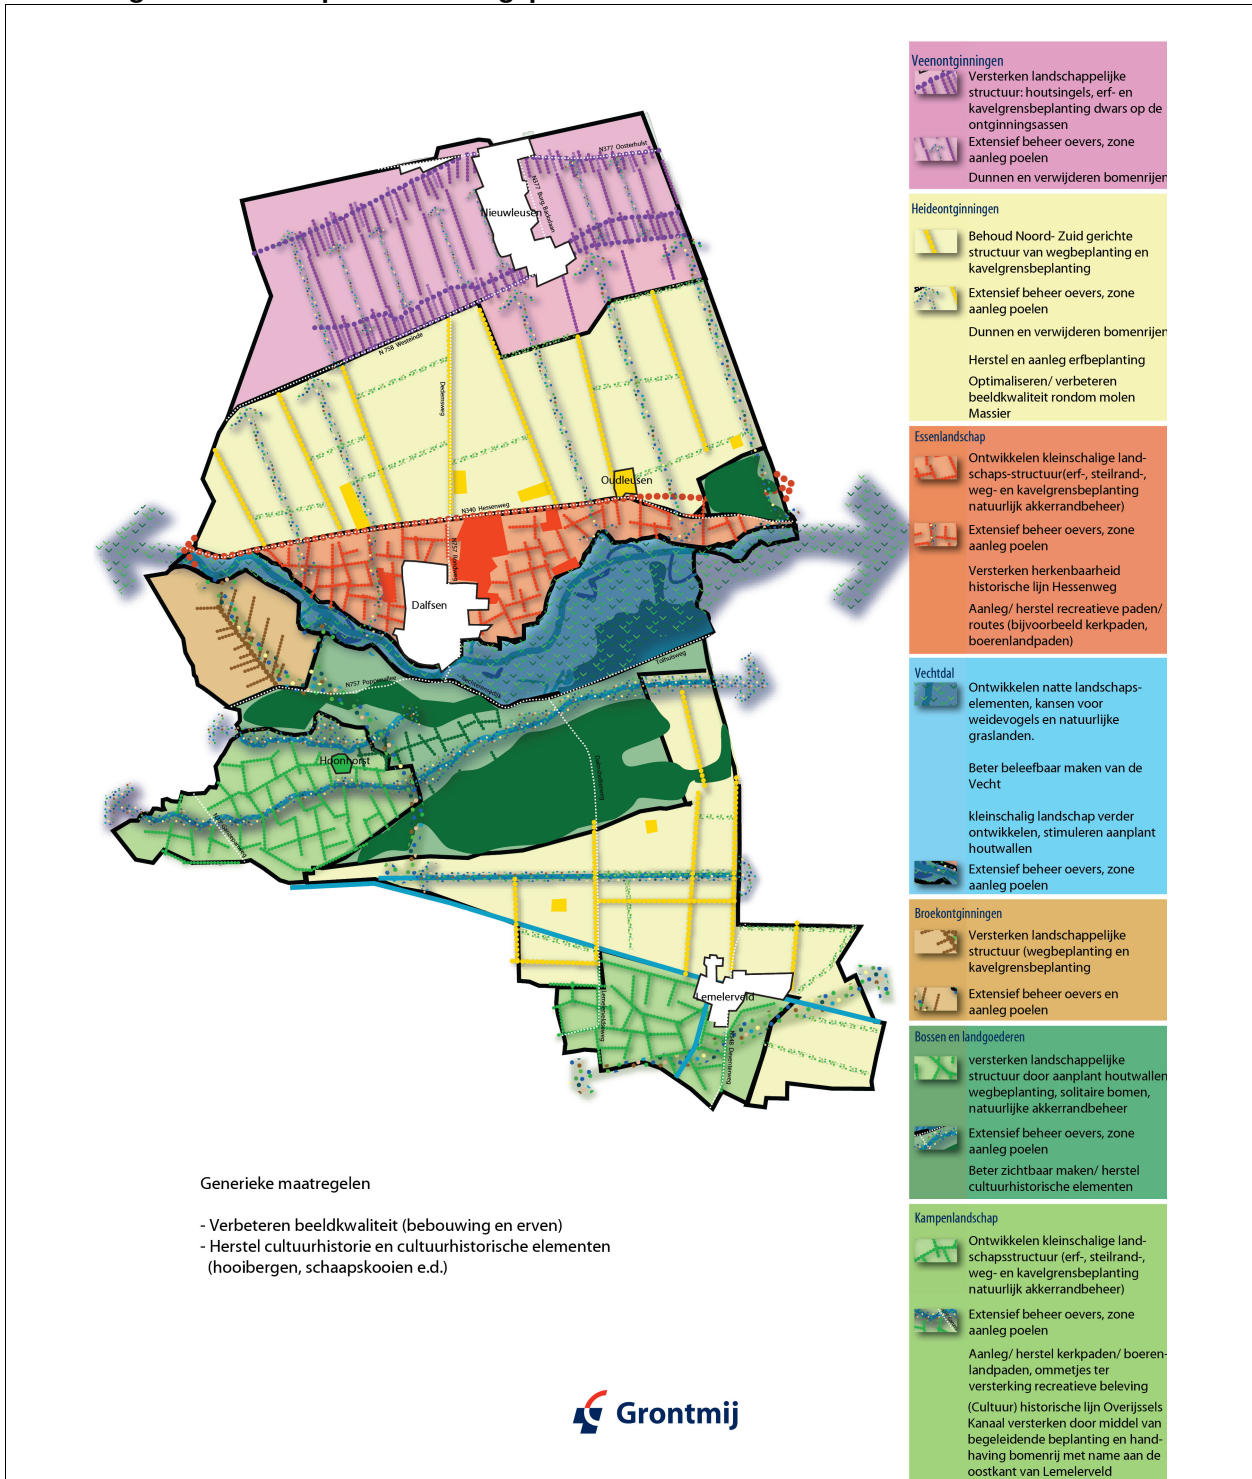 N377 Oosterhulst
Nieuwleusen
N 758 Westeinde
Dedemsweg
Oudleusen
N340 Hessenweg
Dalfsen
N757 Poppenallee
Hoonhorst
Lemelerveld
Generieke maatregelen
- Verbeteren beeldkwaliteit (bebouwing en erven)
- Herstel cultuurhistorie en cultuurhistorische elementen
(hooibergen, schaapskooien e.d.)
Grontmij
Veenontginningen
Versterken landschappelijke
structuur: houtsingels, erf- en
kavelgrensbeplanting dwars op de
ontginningsassen
Extensief beheer oevers, zone
aanleg poelen
Dunnen en verwijderen bomenrijen
Heideontginningen
Behoud Noord- Zuid gerichte
structuur van wegbeplanting en
kavelgrensbeplanting
Extensief beheer oevers, zone
aanleg poelen
Dunnen en verwijderen bomenrijen
Herstel en aanleg erfbeplanting
Optimaliseren/ verbeteren
beeldkwaliteit rondom molen
Massier
Essenlandschap
Ontwikkelen kleinschalige land-
schaps-structuur(erf-, steilrand-,
weg- en kavelgrensbeplanting
natuurlijk akkerrandbeheer)
Extensief beheer oevers, zone
aanleg poelen
Versterken herkenbaarheid
historische lijn Hessenweg
Aanleg/ herstel recreatieve paden/
routes (bijvoorbeeld kerkpaden,
boerenlandpaden)
Vechtdal
Ontwikkelen natte landschaps-
elementen, kansen voor
weidevogels en natuurlijke
graslanden.
Beter beleefbaar maken van de
Vecht
kleinschalig landschap verder
ontwikkelen, stimuleren aanplant
houtwallen
Extensief beheer oevers, zone
aanleg poelen
Broekontginningen
Versterken landschappelijke
structuur (wegbeplanting en
kavelgrensbeplanting
Extensief beheer oevers en
aanleg poelen
Bossen en landgoederen
versterken landschappelijke
structuur door aanplant houtwallen
wegbeplanting, solitaire bomen,
natuurlijke akkerrandbeheer
Extensief beheer oevers, zone
aanleg poelen
Beter zichtbaar maken/ herstel
cultuurhistorische elementen
Kampenlandschap
Ontwikkelen kleinschalige land-
schapsstructuur (erf-, steilrand-,
weg- en kavelgrensbeplanting
natuurlijk akkerrandbeheer)
Extensief beheer oevers, zone
aanleg poelen
Aanleg/ herstel kerkpaden/ boeren-
landpaden, ommetjes ter
versterking recreatieve beleving
(Cultuur) historische lijn Overijssels
Kanaal versterken door middel van
begeleidende beplanting en hand-
having bomenrij met name aan de
oostkant van Lemelerveld